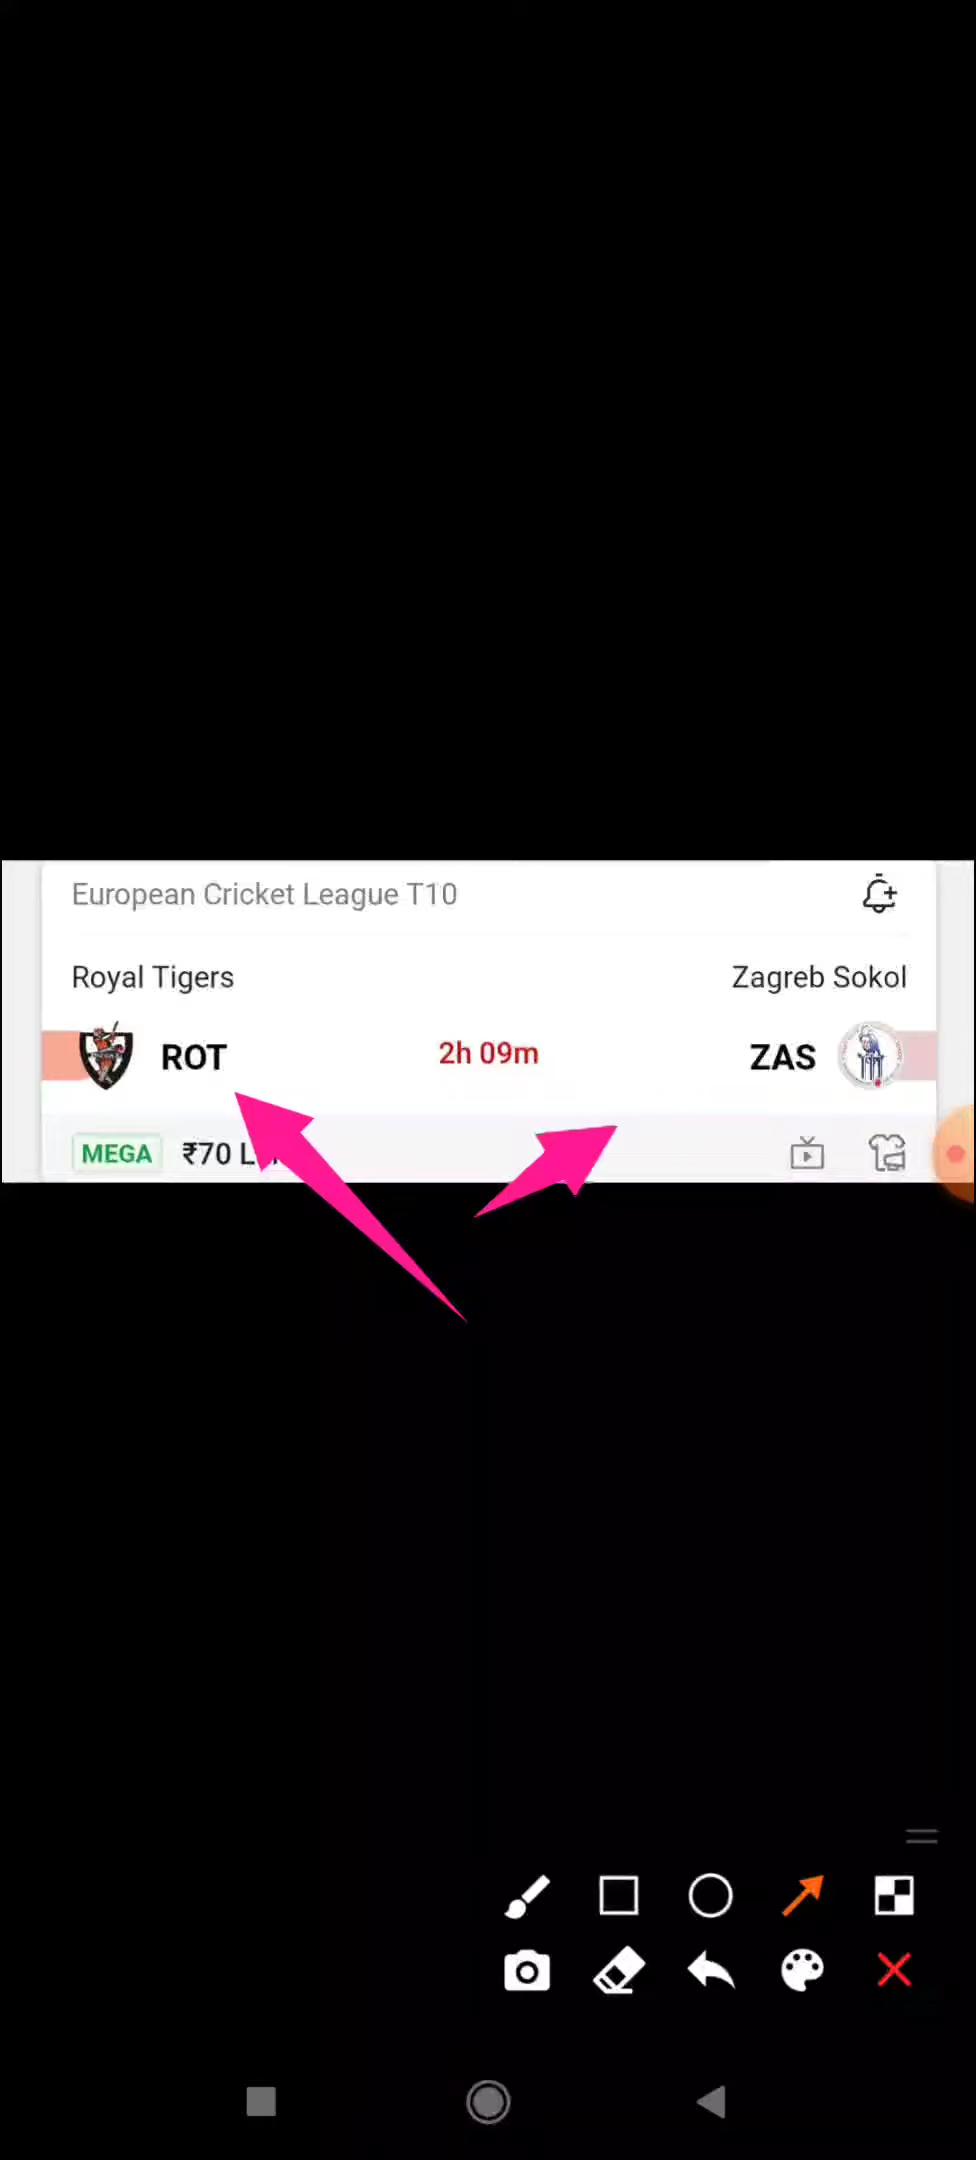 European Cricket League T10
Royal Tigers
Zagreb Sokol
ROT
2h 09m
ZAS
MEGA ₹70